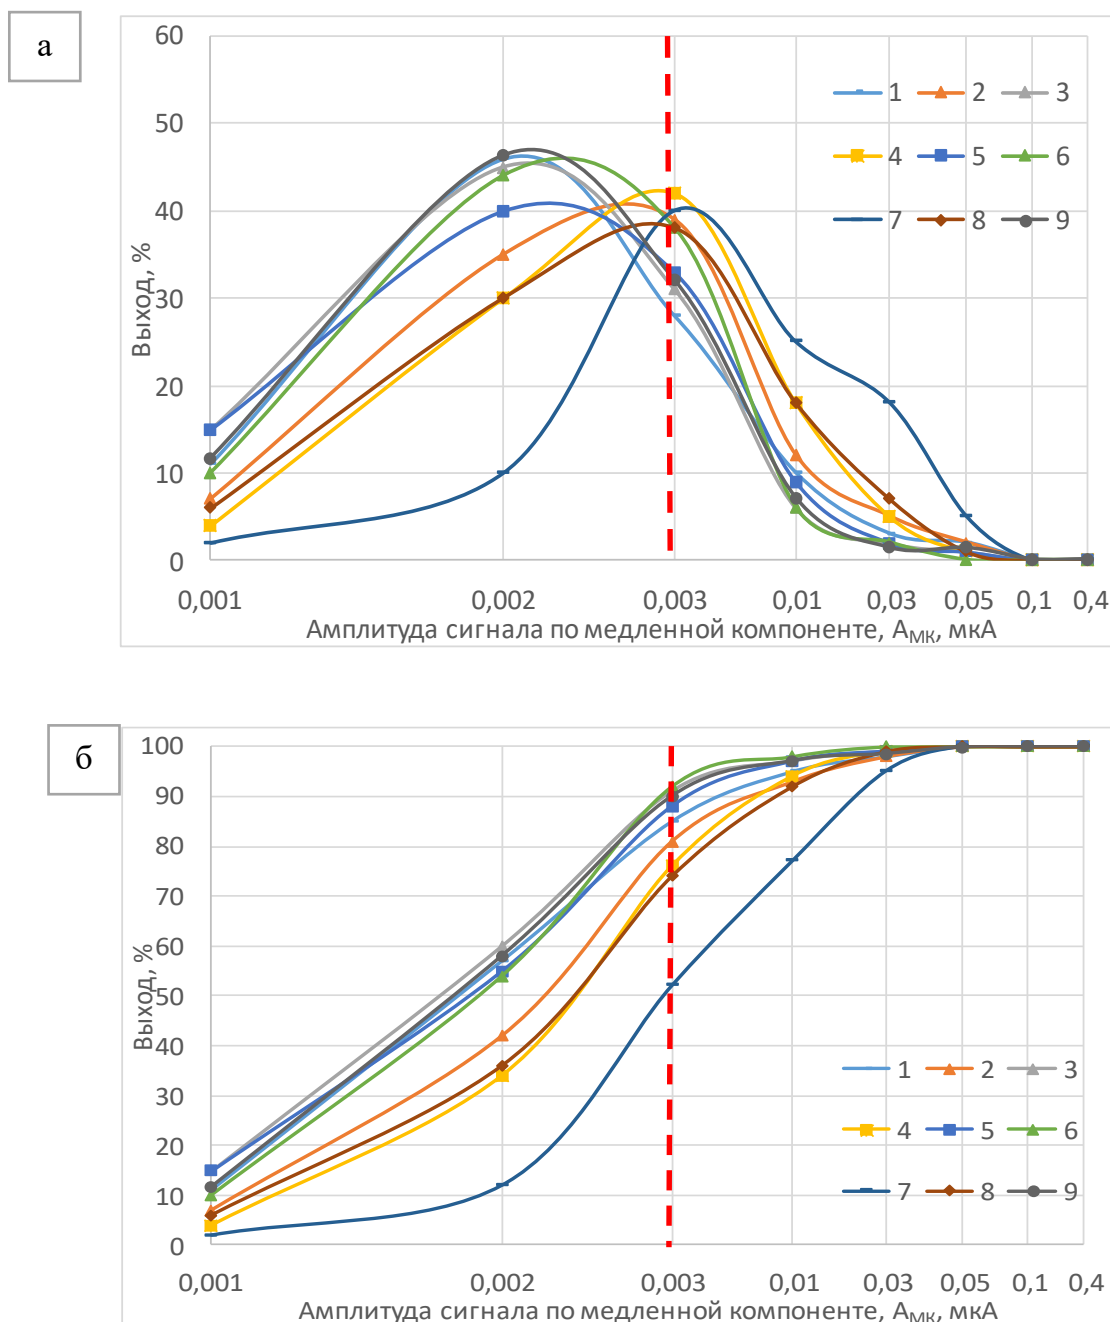 а
60
50
40
30
20
10
0
Выход, %
1 2 3
4 5 6
7 8 9
0,001 0,002 0,003 0,01 0,03 0,05 0,1 0,4
Амплитуда сигнала по медленной компоненте, Амк, мкА
б
100
90
80
70
60
50
40
30
20
10
0
Выход, %
1 2 3
4 5 6
7 8 9
0,001 0,002 0,003 0,01 0,03 0,05 0,1 0,4
Амплитуда сигнала по медленной компоненте, Амк, мкА